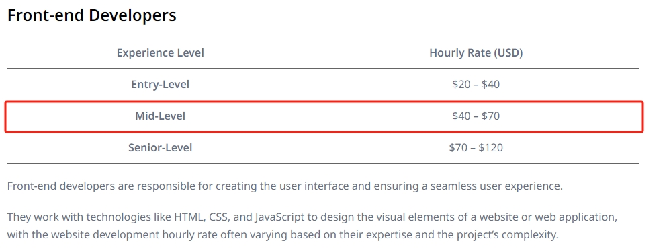 Front-end Developers
Experience Level Hourly Rate (USD)
Entry-Level $20 – $40
Mid-Level $40 – $70
Senior-Level $70 – $120
Front-end developers are responsible for creating the user interface and ensuring a seamless user experience.
They work with technologies like HTML, CSS, and JavaScript to design the visual elements of a website or web application,
with the website development hourly rate often varying based on their expertise and the project’s complexity.